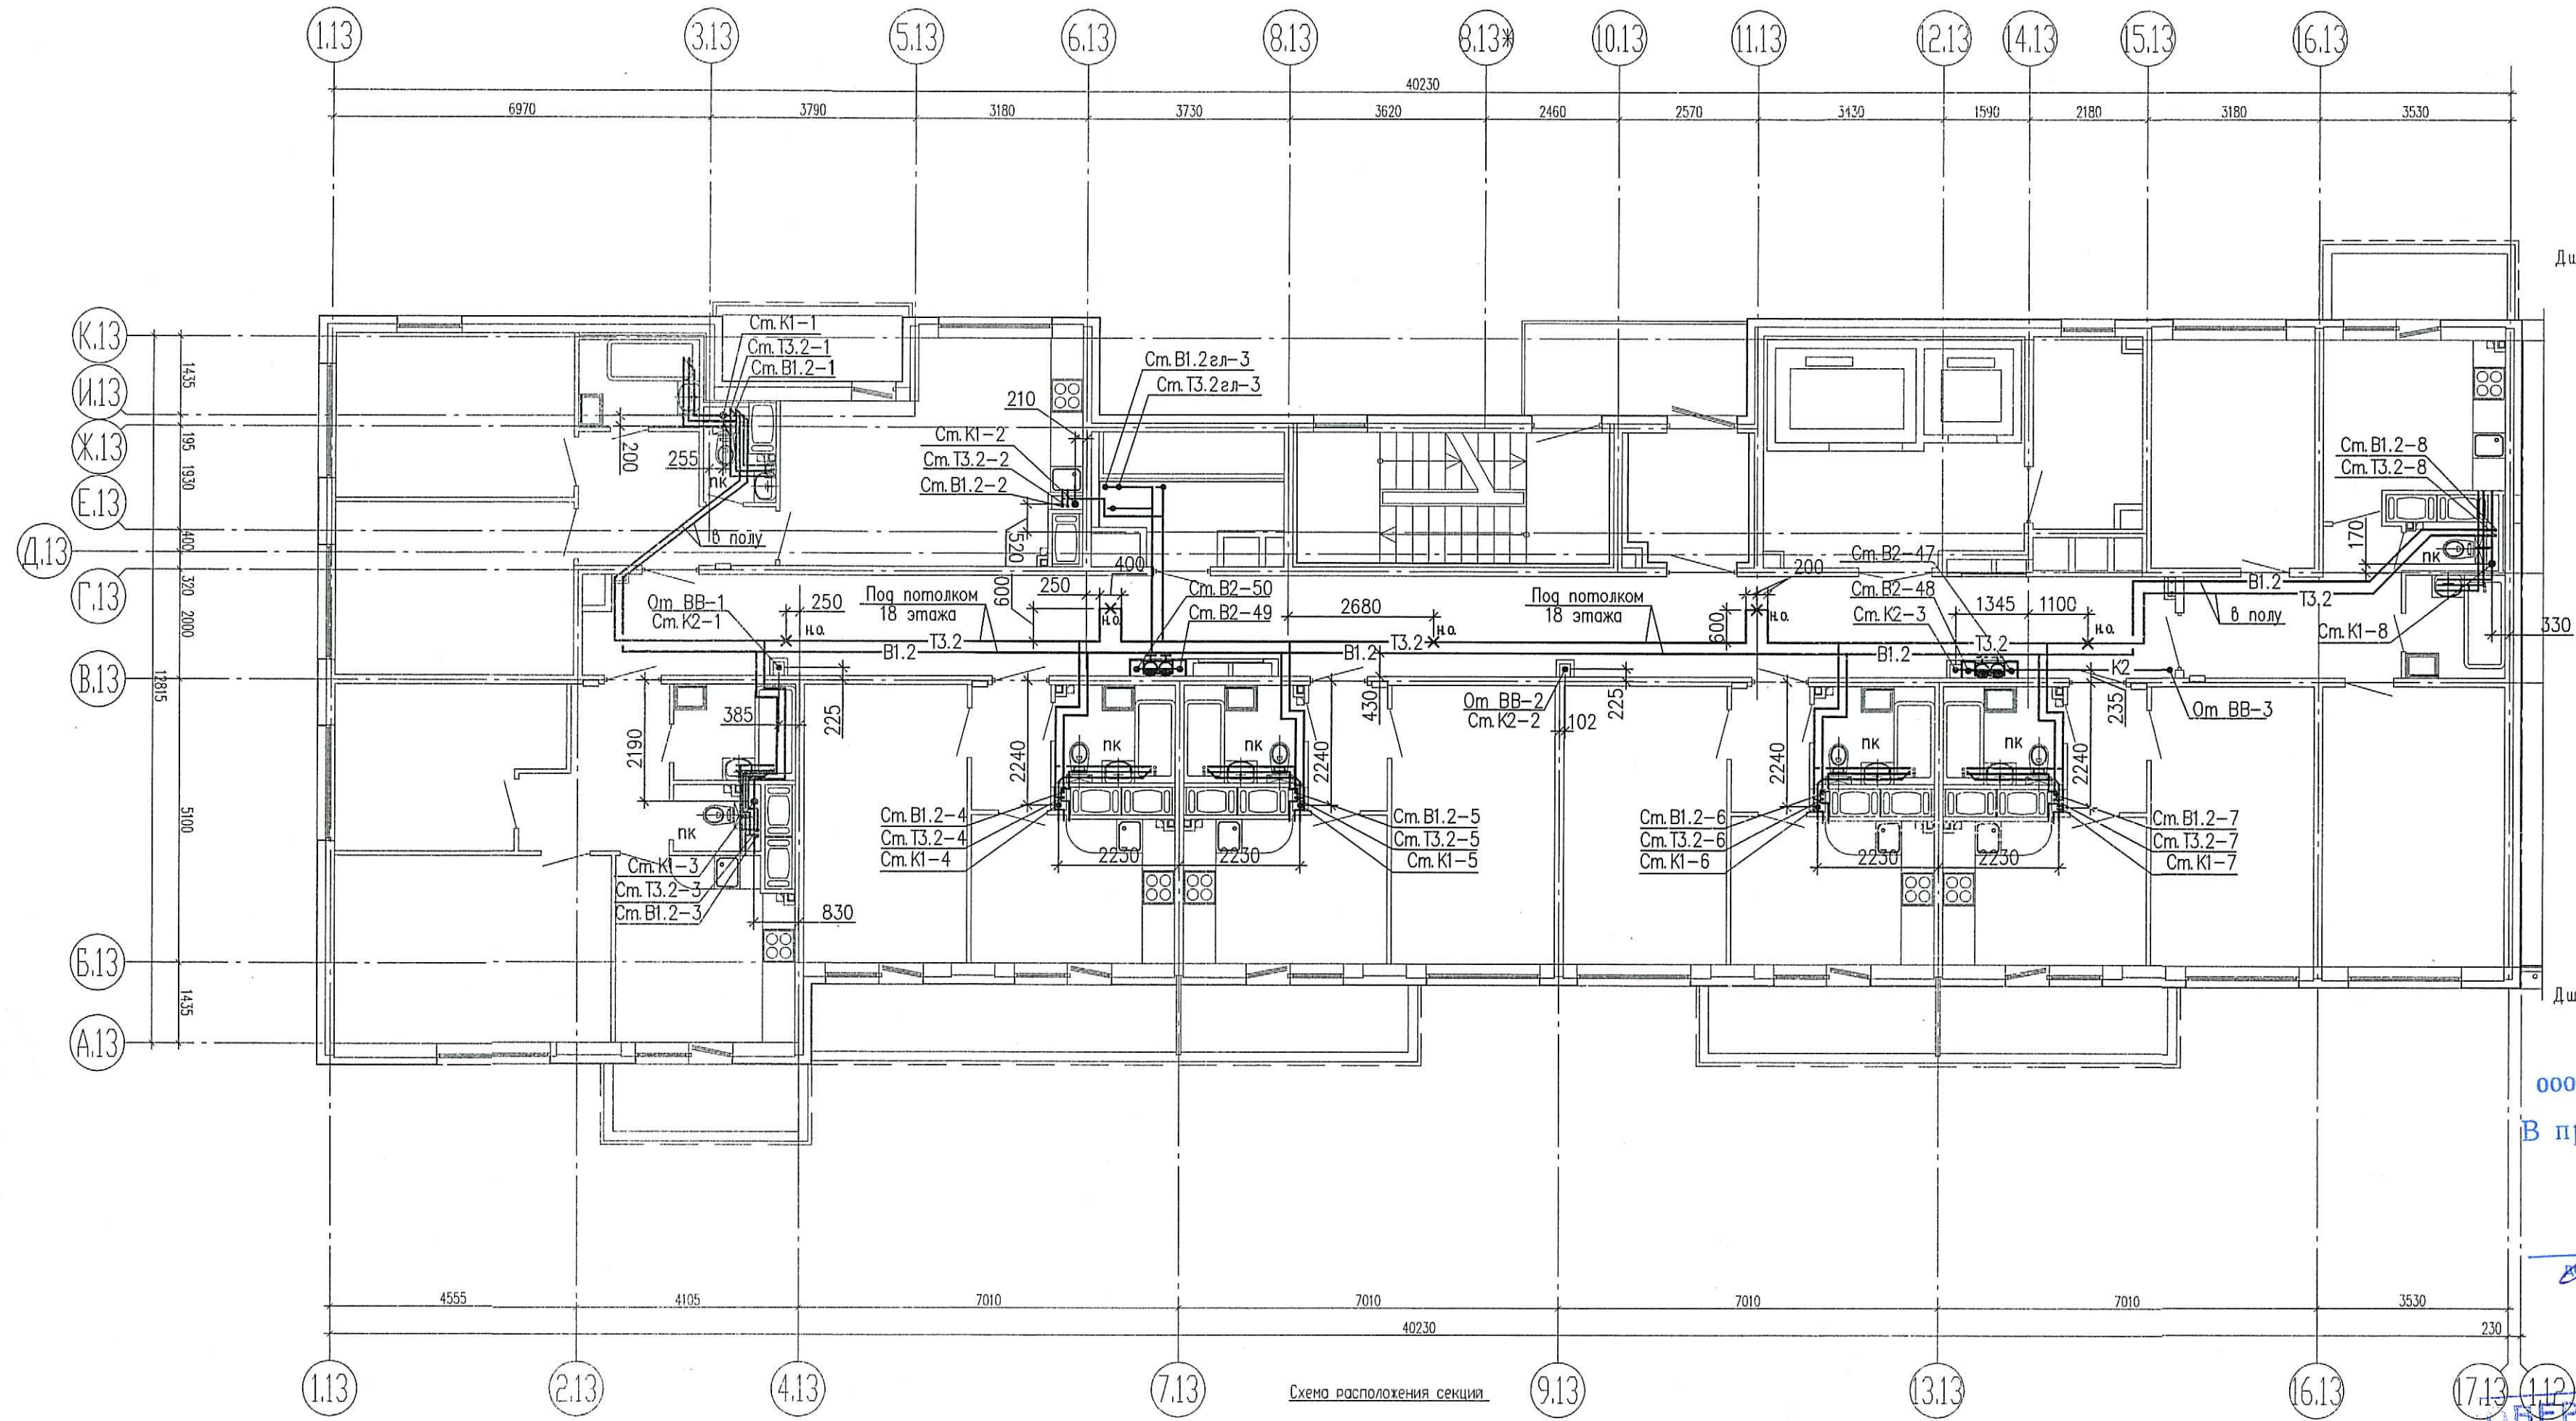 1.13 3.13 5.13 6.13 8.13 8.13* 10.13 11.13 12.13 14.13 15.13 16.13
40230
6970 3790 3180 3730 3620 2460 2570 3430 1590 2180 3180 3530
К.13
И.13
Ж.13
Е.13
Д.13
Г.13
В.13
Б.13
А.13
1435
195
1930
400
320
2000
12815
5100
1435
Ст.К1-1
Ст.Т3.2-1
Ст.В1.2-1
200
255
пк
в полу
Ст.В1.2гл-3
Ст.Т3.2гл-3
210
Ст.К1-2
Ст.Т3.2-2
Ст.В1.2-2
520
400
250
600
Ст.В2-50
Ст.В2-49
От ВВ-1
Ст.К2-1
250
н.о.
Под потолком
18 этажа
Т3.2
В1.2
н.о.
2680
н.о.
Т3.2
В1.2
Под потолком
18 этажа
600
200
н.о.
Ст.В2-47
Ст.В2-48
Ст.К2-3
1345
1100
н.о.
Т3.2
В1.2
К2
Ст.В1.2-8
Ст.Т3.2-8
170
пк
В1.2
Т3.2
в полу
Ст.К1-8
330
385
225
2190
пк
Ст.К1-3
Ст.Т3.2-3
Ст.В1.2-3
830
2240
пк
пк
2240
430
Ст.В1.2-4
Ст.Т3.2-4
Ст.К1-4
2230
2230
Ст.В1.2-5
Ст.Т3.2-5
Ст.К1-5
От ВВ-2
Ст.К2-2
102
225
2240
пк
пк
2240
235
От ВВ-3
Ст.В1.2-6
Ст.Т3.2-6
Ст.К1-6
2230
2230
Ст.В1.2-7
Ст.Т3.2-7
Ст.К1-7
ООО
В
4555 4105 7010 7010 7010 7010 3530
40230
230
1.13 2.13 4.13 7.13 9.13 13.13 16.13 17.13 1.12
Схема расположения секций